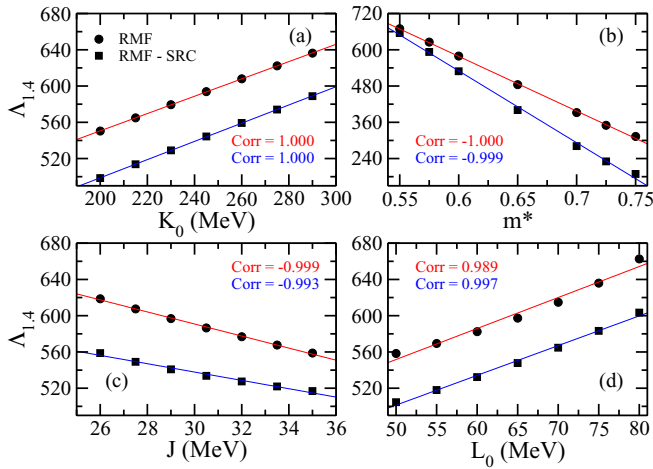 680
640
600
560
520
Λ1.4
RMF
RMF - SRC
(a)
Corr = 1.000
Corr = 1.000
200 220 240 260 280 300
K0 (MeV)
720
600
480
360
240
(b)
Corr = -1.000
Corr = -0.999
0.55 0.6 0.65 0.7 0.75
m*
680
640
600
560
520
Λ1.4
Corr = -0.999
Corr = -0.993
(c)
26 28 30 32 34 36
J (MeV)
680
640
600
560
520
Corr = 0.989
Corr = 0.997
(d)
50 55 60 65 70 75 80
L0 (MeV)